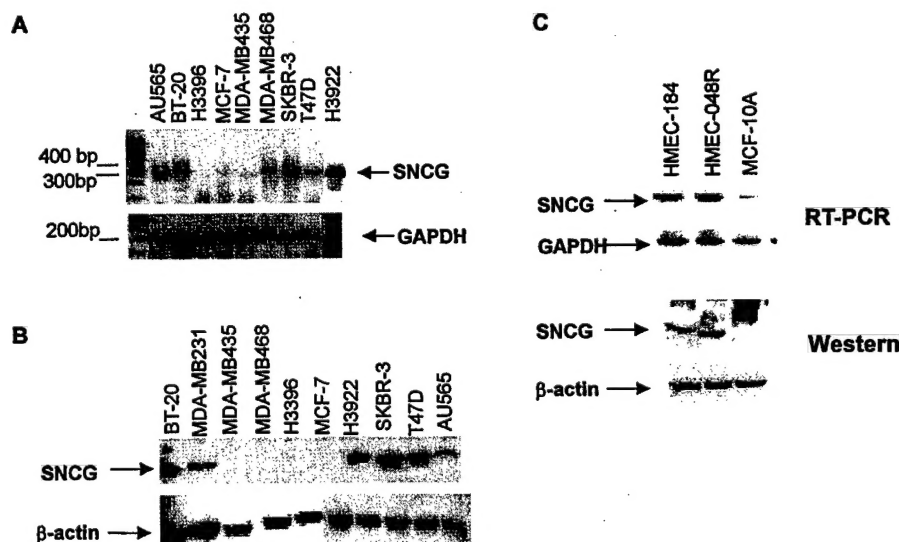 A
AU565
BT-20
H3396
MCF-7
MDA-MB435
MDA-MB468
SKBR-3
T47D
H3922
400 bp
300bp
SNCG
200bp
GAPDH
B
BT-20
MDA-MB231
MDA-MB435
MDA-MB468
H3396
MCF-7
H3922
SKBR-3
T47D
AU565
SNCG
β-actin
C
HMEC-184
HMEC-048R
MCF-10A
SNCG
GAPDH
RT-PCR
SNCG
Western
β-actin